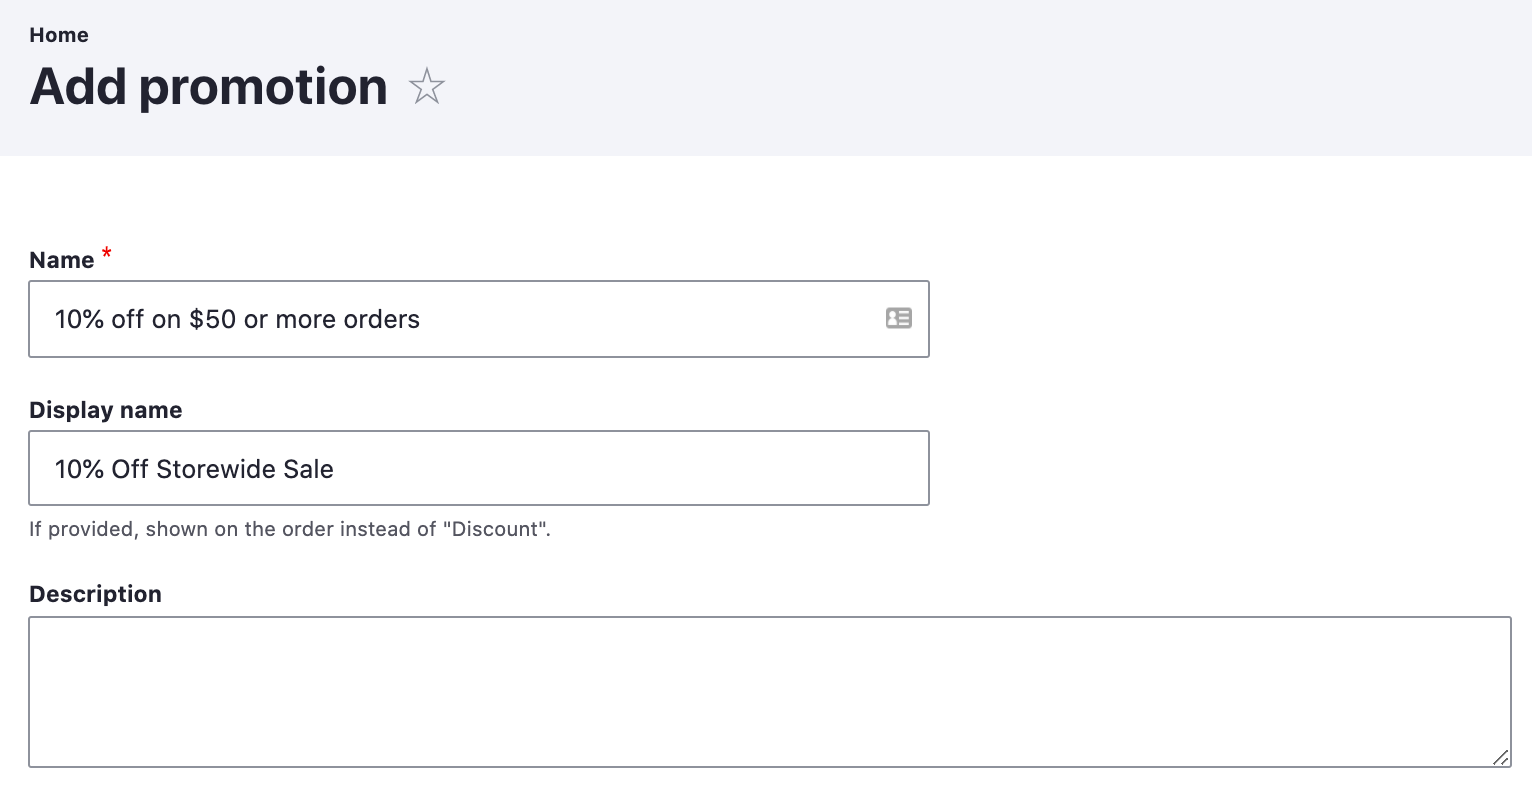 Home
Add promotion
Name *
10% off on $50 or more orders
Display name
10% Off Storewide Sale
If provided, shown on the order instead of "Discount".
Description